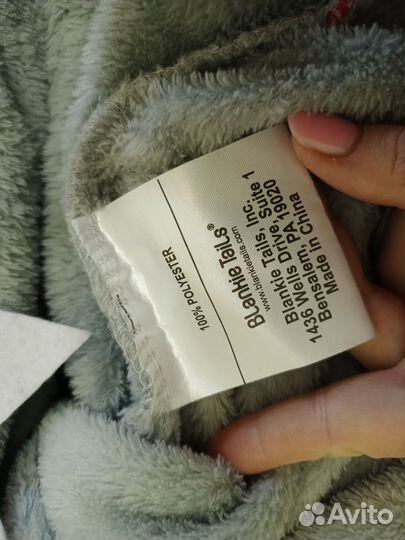 100% POLYESTER
BLanKie TaiLs®
www.blankietails.com
Blankie Tails, Inc.
1436 Wells Drive, Suite 1
Bensalem, PA 19020
Made in China
Avito